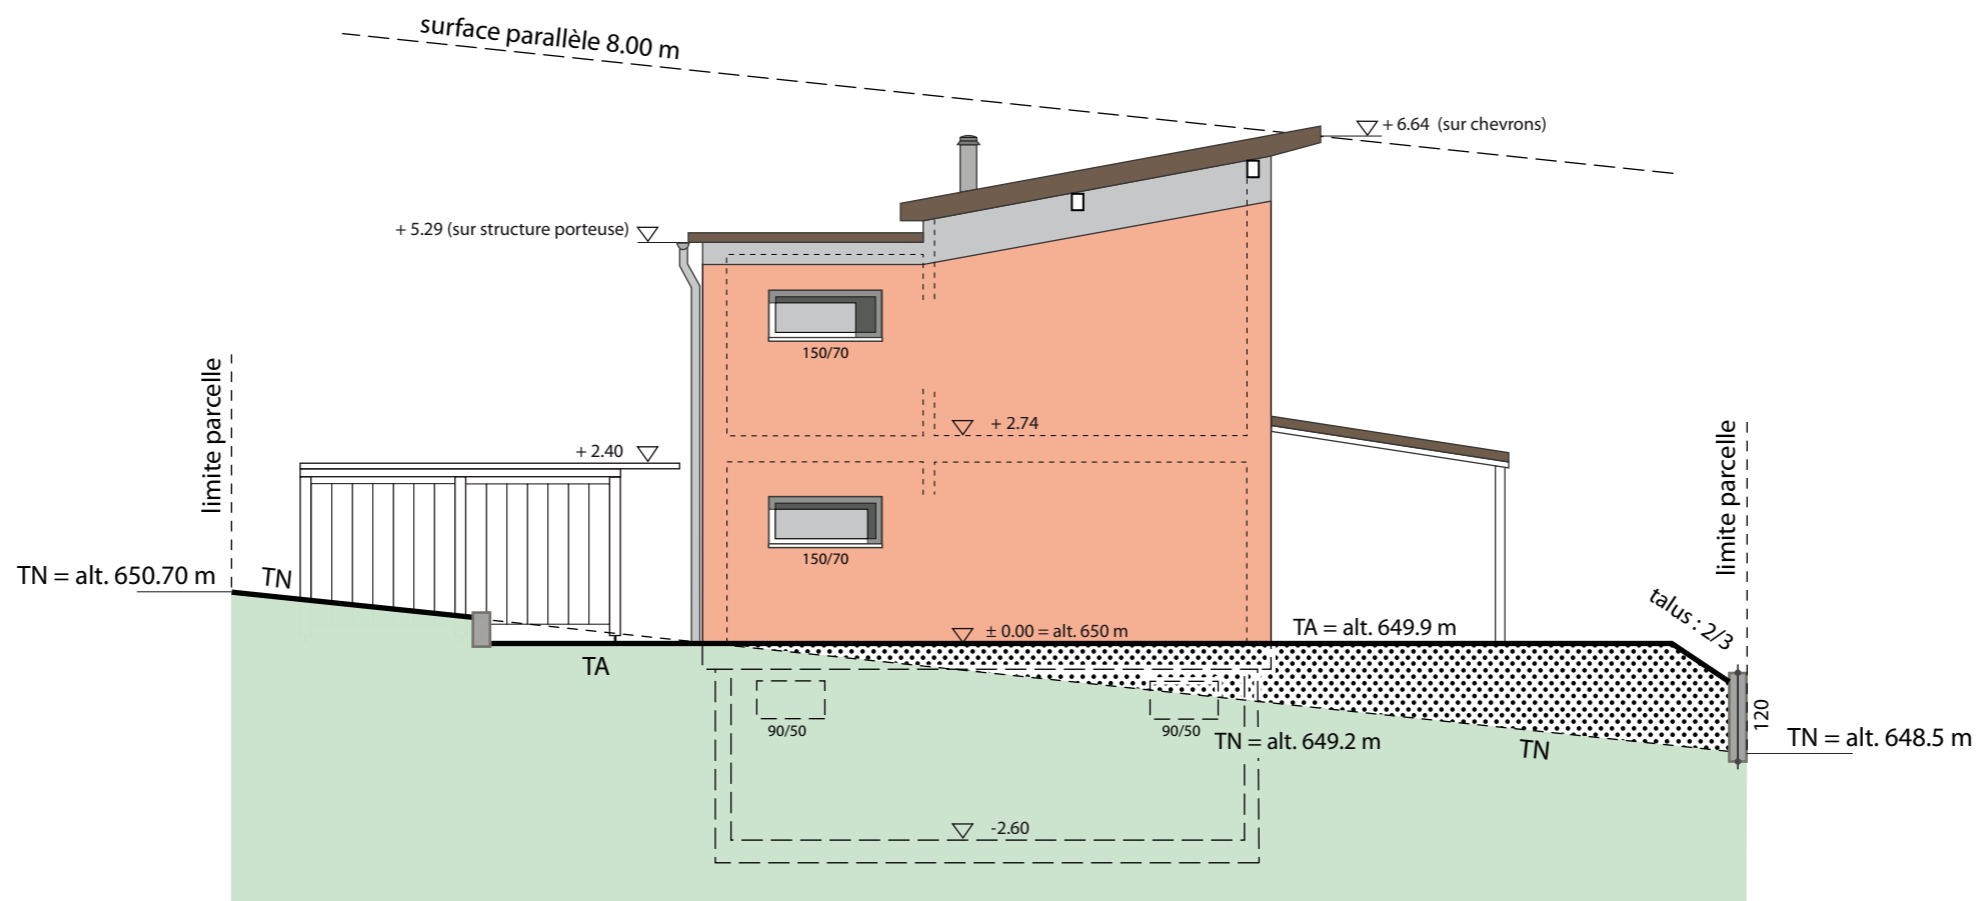 surface parallèle 8.00 m
+ 6.64 (sur chevrons)
+ 5.29 (sur structure porteuse)
150/70
limite parcelle
+ 2.74
+ 2.40
limite parcelle
150/70
TN = alt. 650.70 m
TN
± 0.00 = alt. 650 m
TA = alt. 649.9 m
talus : 2/3
TA
120
90/50
90/50
TN = alt. 649.2 m
TN
TN = alt. 648.5 m
-2.60